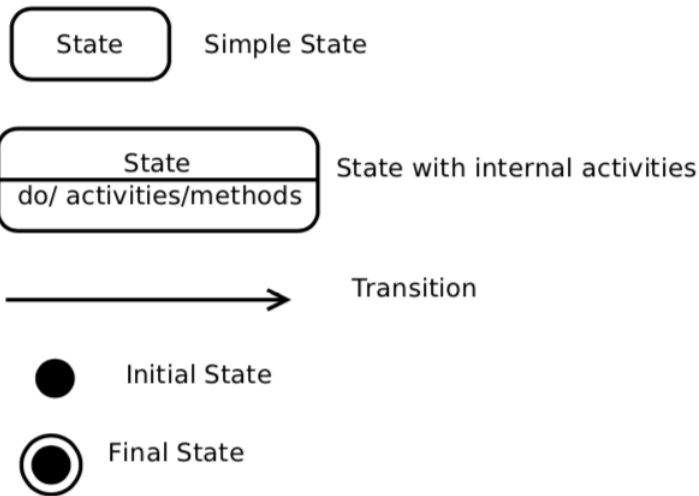 State
Simple State
State
do/ activities/methods
State with internal activities
Transition
Initial State
Final State